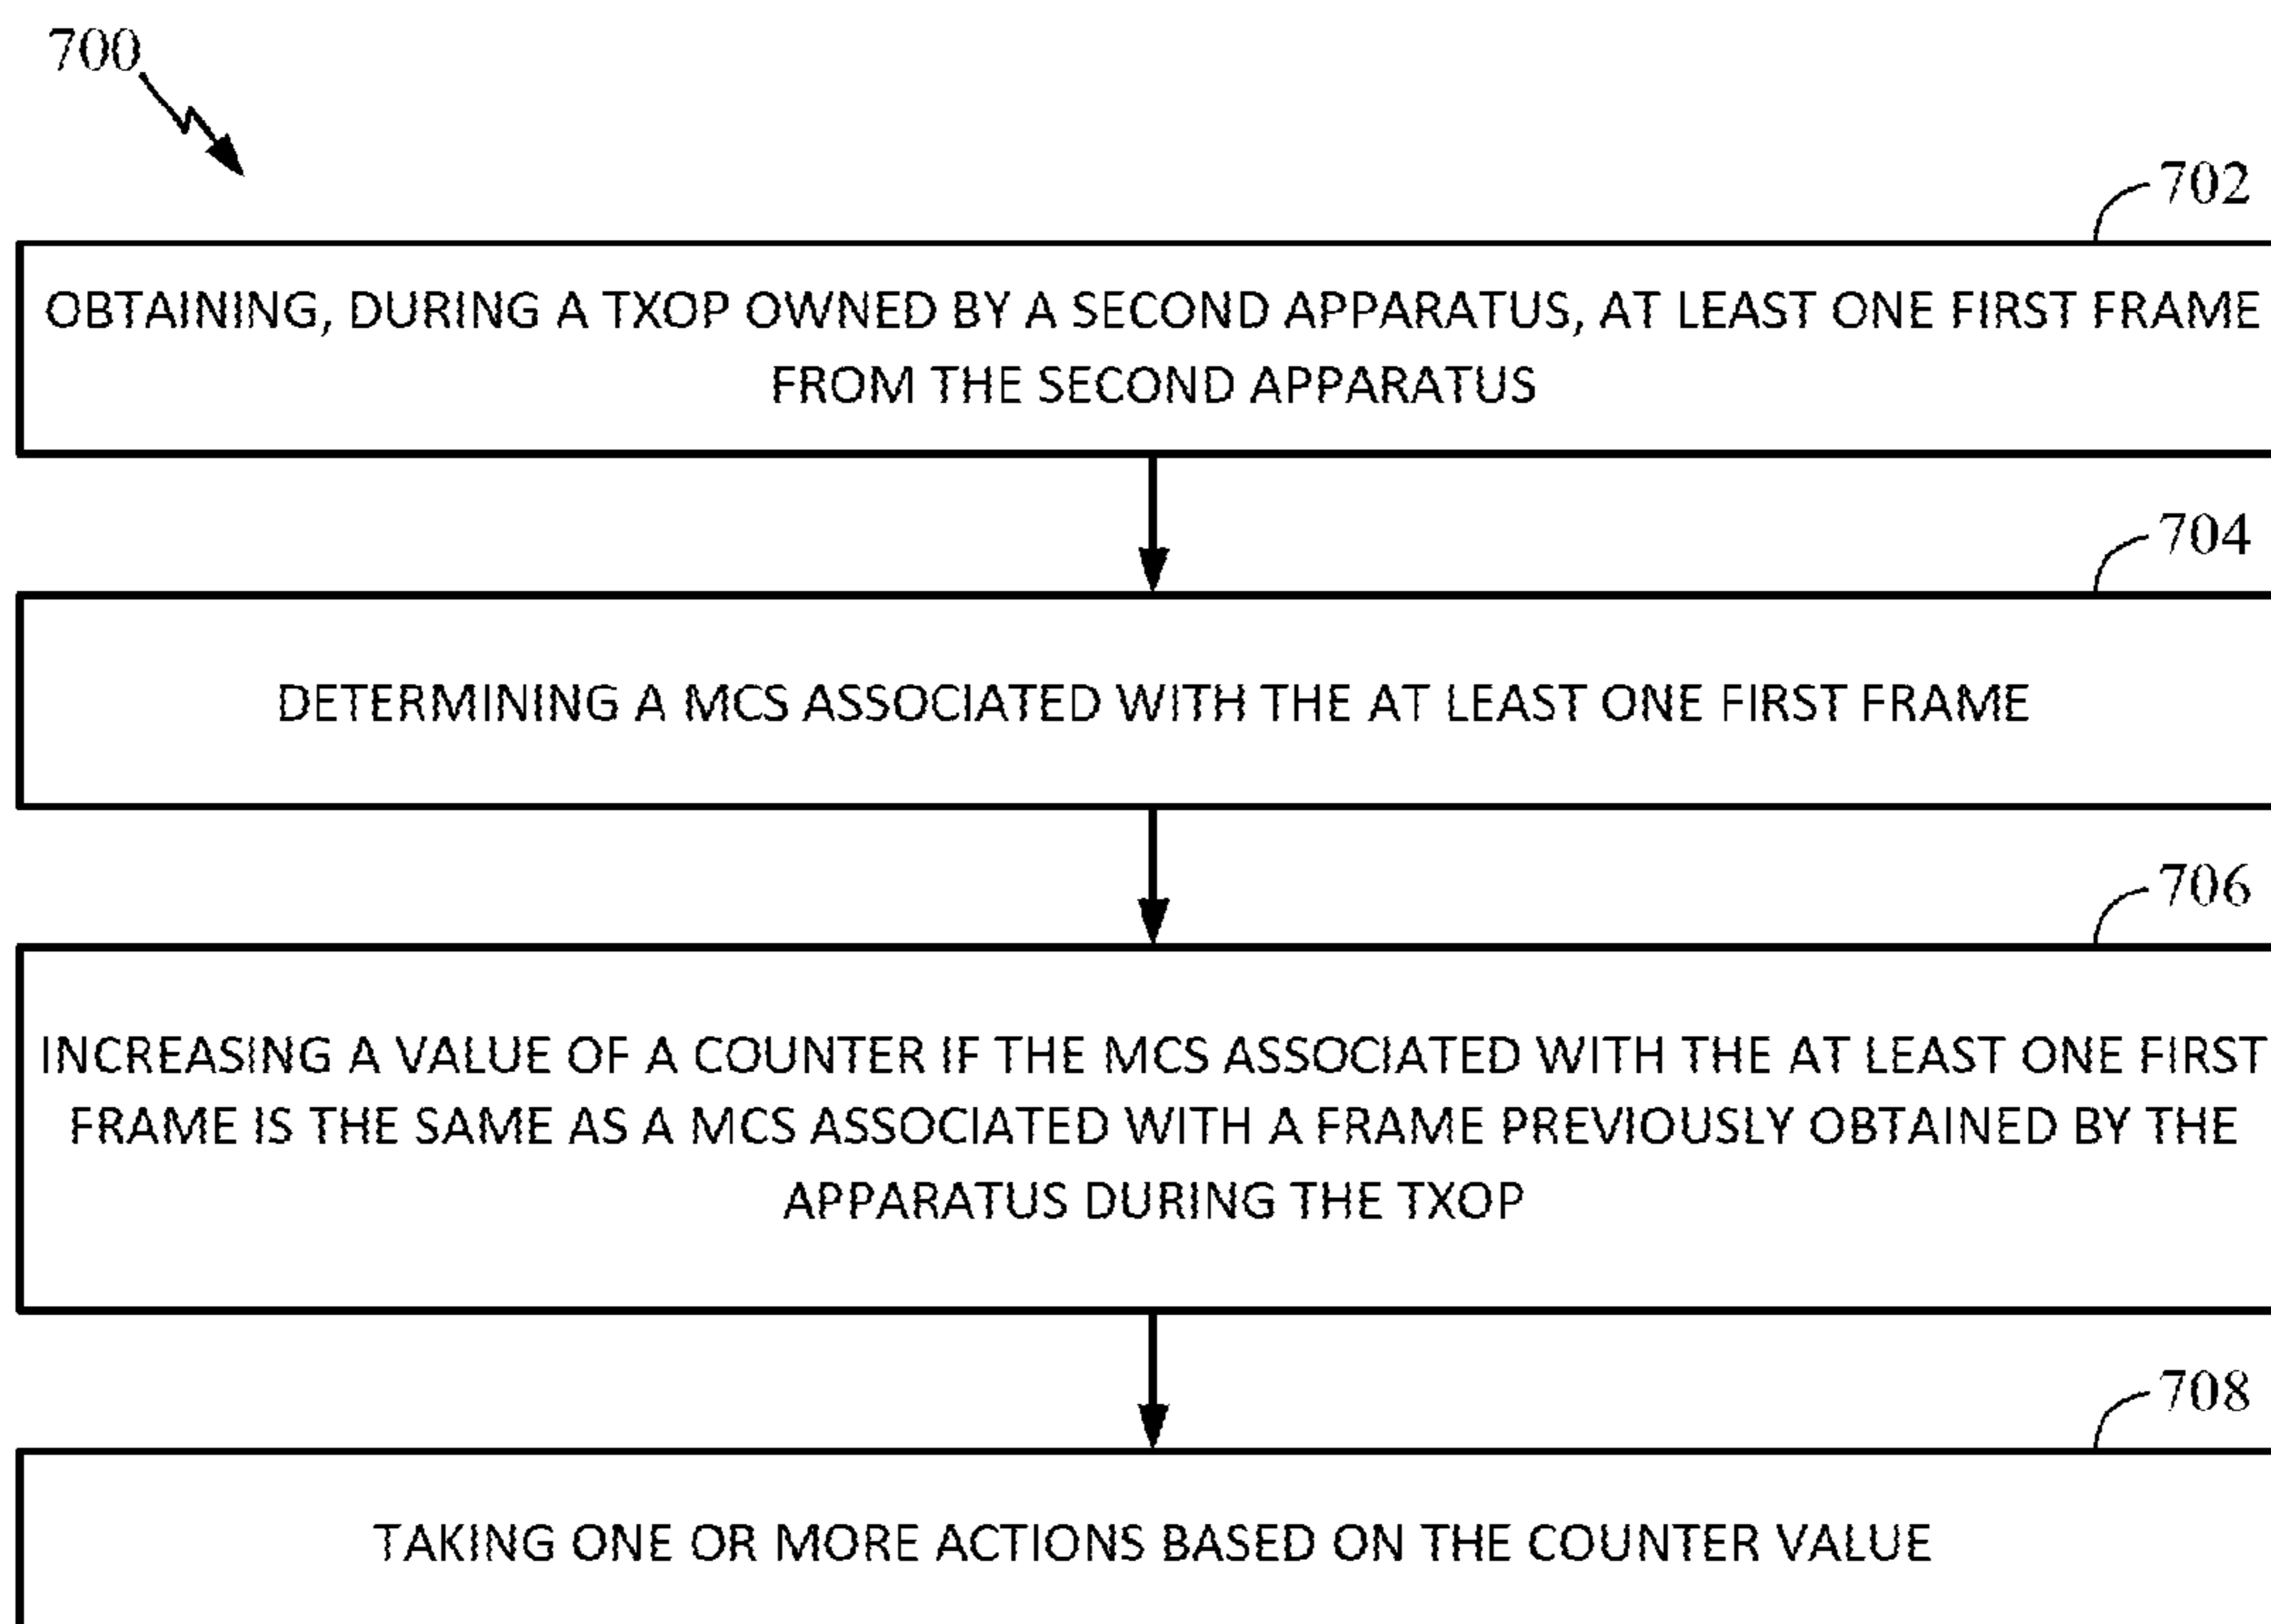 700
702
OBTAINING, DURING A TXOP OWNED BY A SECOND APPARATUS, AT LEAST ONE FIRST FRAME
FROM THE SECOND APPARATUS
704
DETERMINING A MCS ASSOCIATED WITH THE AT LEAST ONE FIRST FRAME
706
INCREASING A VALUE OF A COUNTER IF THE MCS ASSOCIATED WITH THE AT LEAST ONE FIRST
FRAME IS THE SAME AS A MCS ASSOCIATED WITH A FRAME PREVIOUSLY OBTAINED BY THE
APPARATUS DURING THE TXOP
708
TAKING ONE OR MORE ACTIONS BASED ON THE COUNTER VALUE